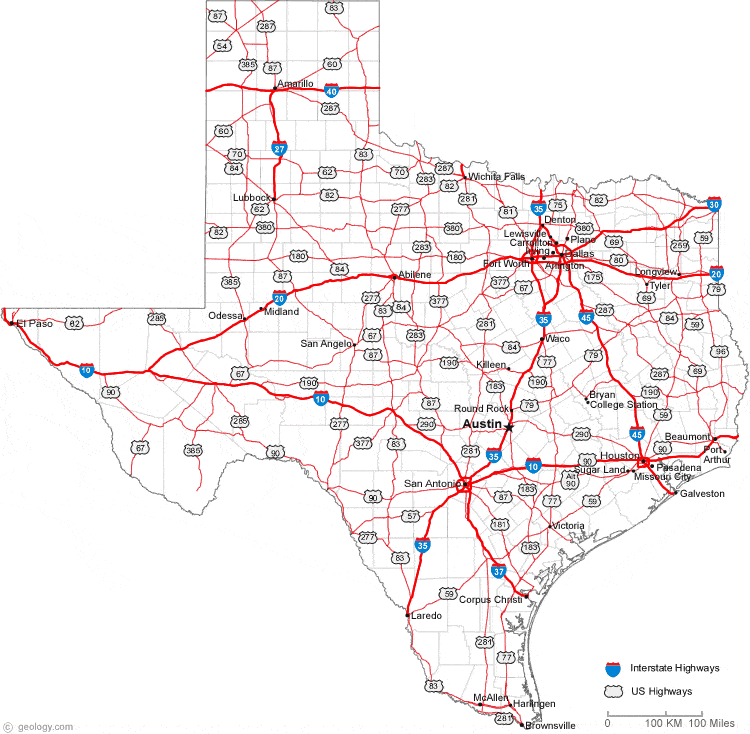 83
87
287
54
385
87
60
Amarillo
40
287
27
60
70
84
83
62
70
287
283
82
Wichita Falls
281
Lubbock
62
82
277
380
82
380
81
35
75
82
30
Denton
380
Lewisville
Plano
Carrollton
Irving
Dallas
Fort Worth
Arlington
69
259
59
80
283
180
180
84
87
385
Abilene
20
377
67
175
Longview
20
Tyler
69
79
277
83
84
377
El Paso
62
285
Odessa
Midland
35
45
287
84
59
281
67
283
San Angelo
87
84
Waco
77
79
96
10
90
67
190
10
190
Killeen
183
190
287
69
190
59
Bryan
College Station
87
Round Rock
79
Austin
290
285
90
277
377
83
290
45
Beaumont
90
Port
Arthur
67
385
281
35
10
90
Houston
Pasadena
Sugar Land
Missouri City
Alt
90
San Antonio
90
87
183
77
59
Galveston
57
181
Victoria
277
35
83
183
37
59
Corpus Christi
Laredo
281
77
83
McAllen
Harlingen
281
Brownsville
Interstate Highways
US Highways
0 100 KM 100 Miles
© geology.com